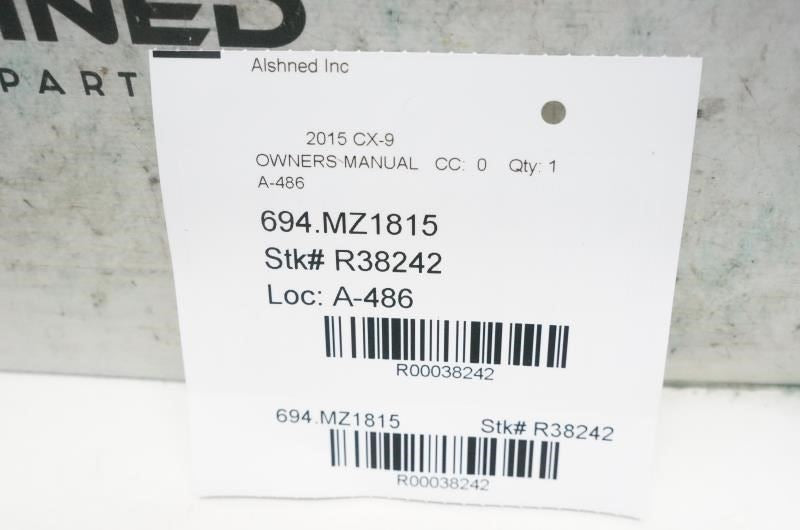 NED
PART
Alshned Inc
2015 CX-9
OWNERS MANUAL CC: 0 Qty: 1
A-486
694.MZ1815
Stk# R38242
Loc: A-486
R00038242
694.MZ1815 Stk# R38242
R00038242